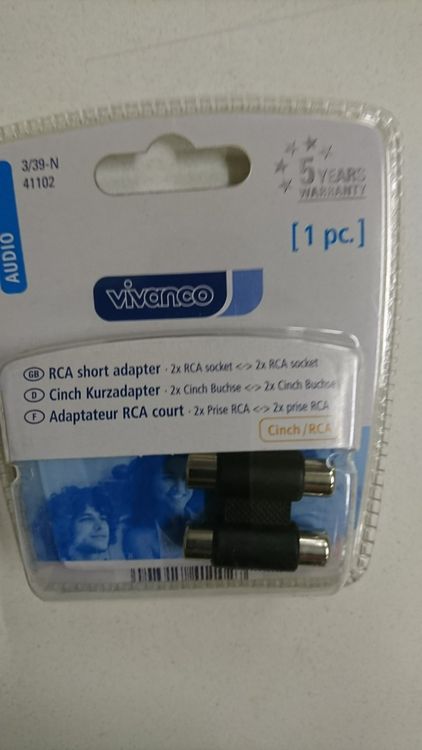 3/39-N
41102
5 YEARS
WARRANTY
AUDIO
[1 pc.]
vivanco
GB RCA short adapter · 2x RCA socket <-> 2x RCA socket
D Cinch Kurzadapter · 2x Cinch Buchse <-> 2x Cinch Buchse
F Adaptateur RCA court · 2x Prise RCA <-> 2x prise RCA
Cinch/RCA